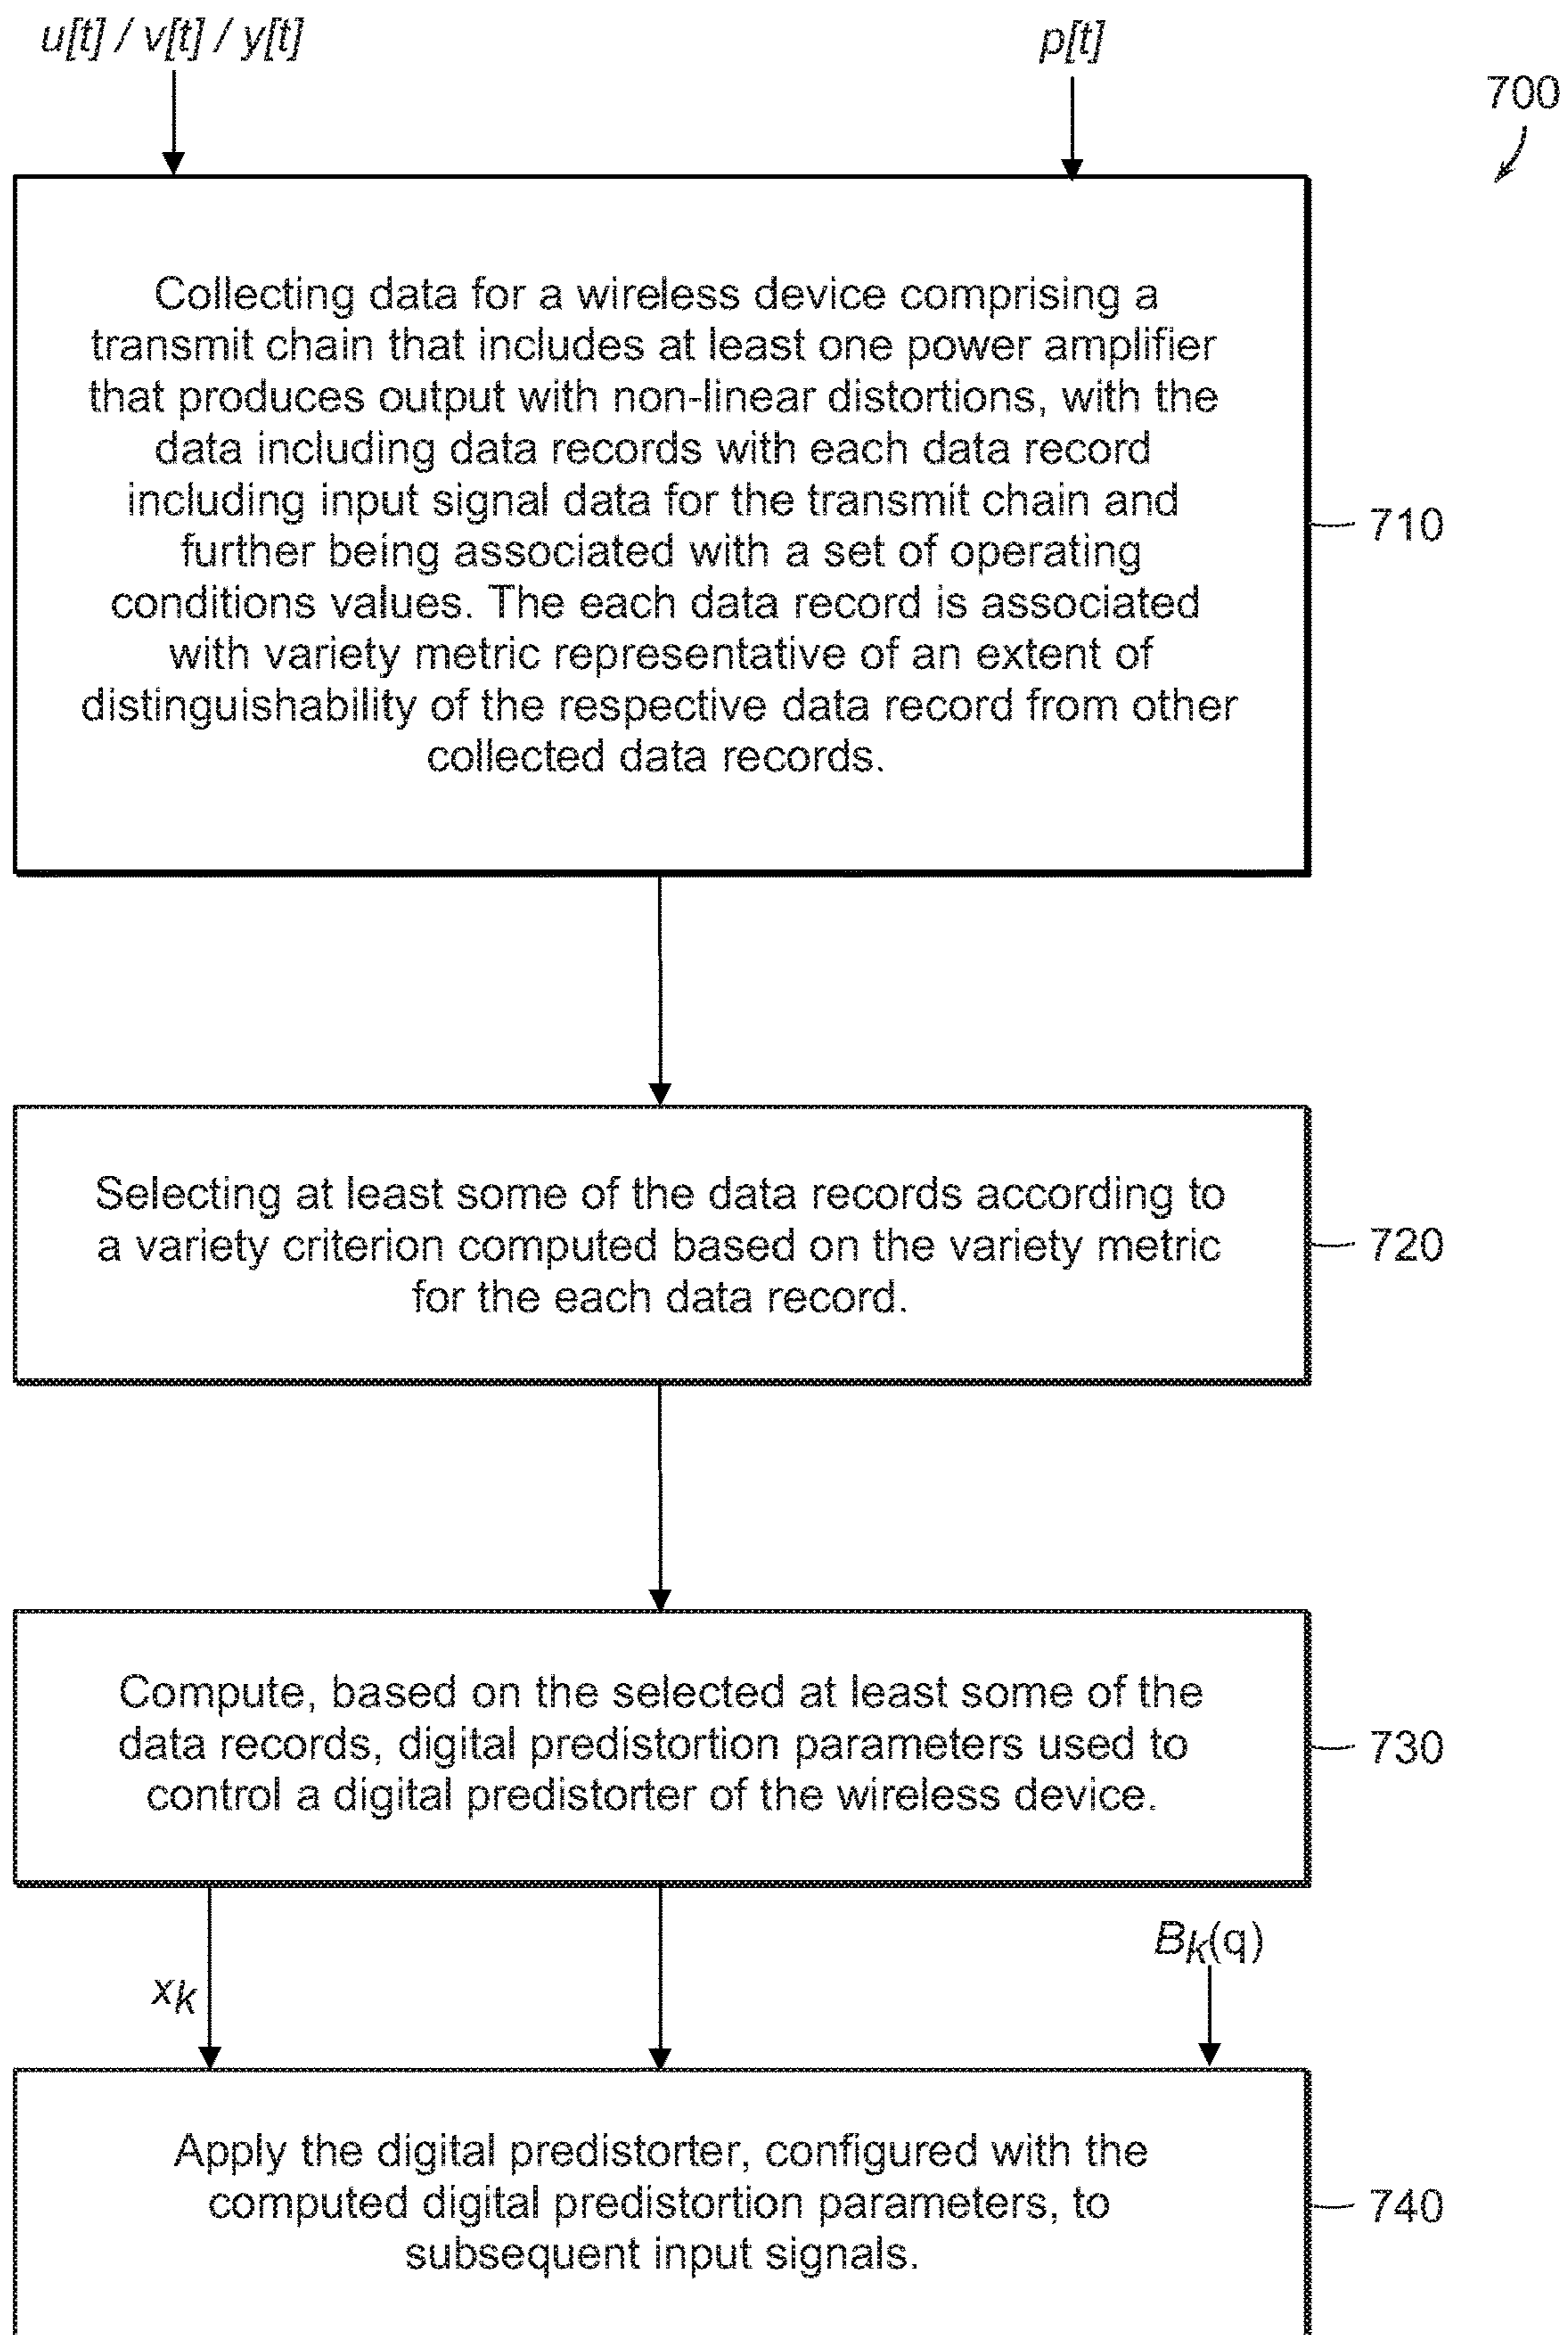 u[t] / v[t] / y[t]
p[t]
700
Collecting data for a wireless device comprising a
transmit chain that includes at least one power amplifier
that produces output with non-linear distortions, with the
data including data records with each data record
including input signal data for the transmit chain and
further being associated with a set of operating
conditions values. The each data record is associated
with variety metric representative of an extent of
distinguishability of the respective data record from other
collected data records.
710
Selecting at least some of the data records according to
a variety criterion computed based on the variety metric
for the each data record.
720
Compute, based on the selected at least some of the
data records, digital predistortion parameters used to
control a digital predistorter of the wireless device.
730
Bk(q)
xk
Apply the digital predistorter, configured with the
computed digital predistortion parameters, to
subsequent input signals.
740